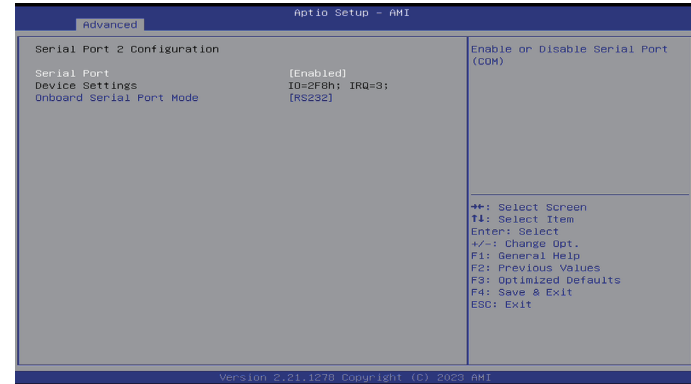 Aptio Setup - AMI
Advanced
Serial Port 2 Configuration
Serial Port [Enabled]
Device Settings IO=2F8h; IRQ=3;
Onboard Serial Port Mode [RS232]
Enable or Disable Serial Port
(COM)
→←: Select Screen
↑↓: Select Item
Enter: Select
+/-: Change Opt.
F1: General Help
F2: Previous Values
F3: Optimized Defaults
F4: Save & Exit
ESC: Exit
Version 2.21.1278 Copyright (C) 2023 AMI